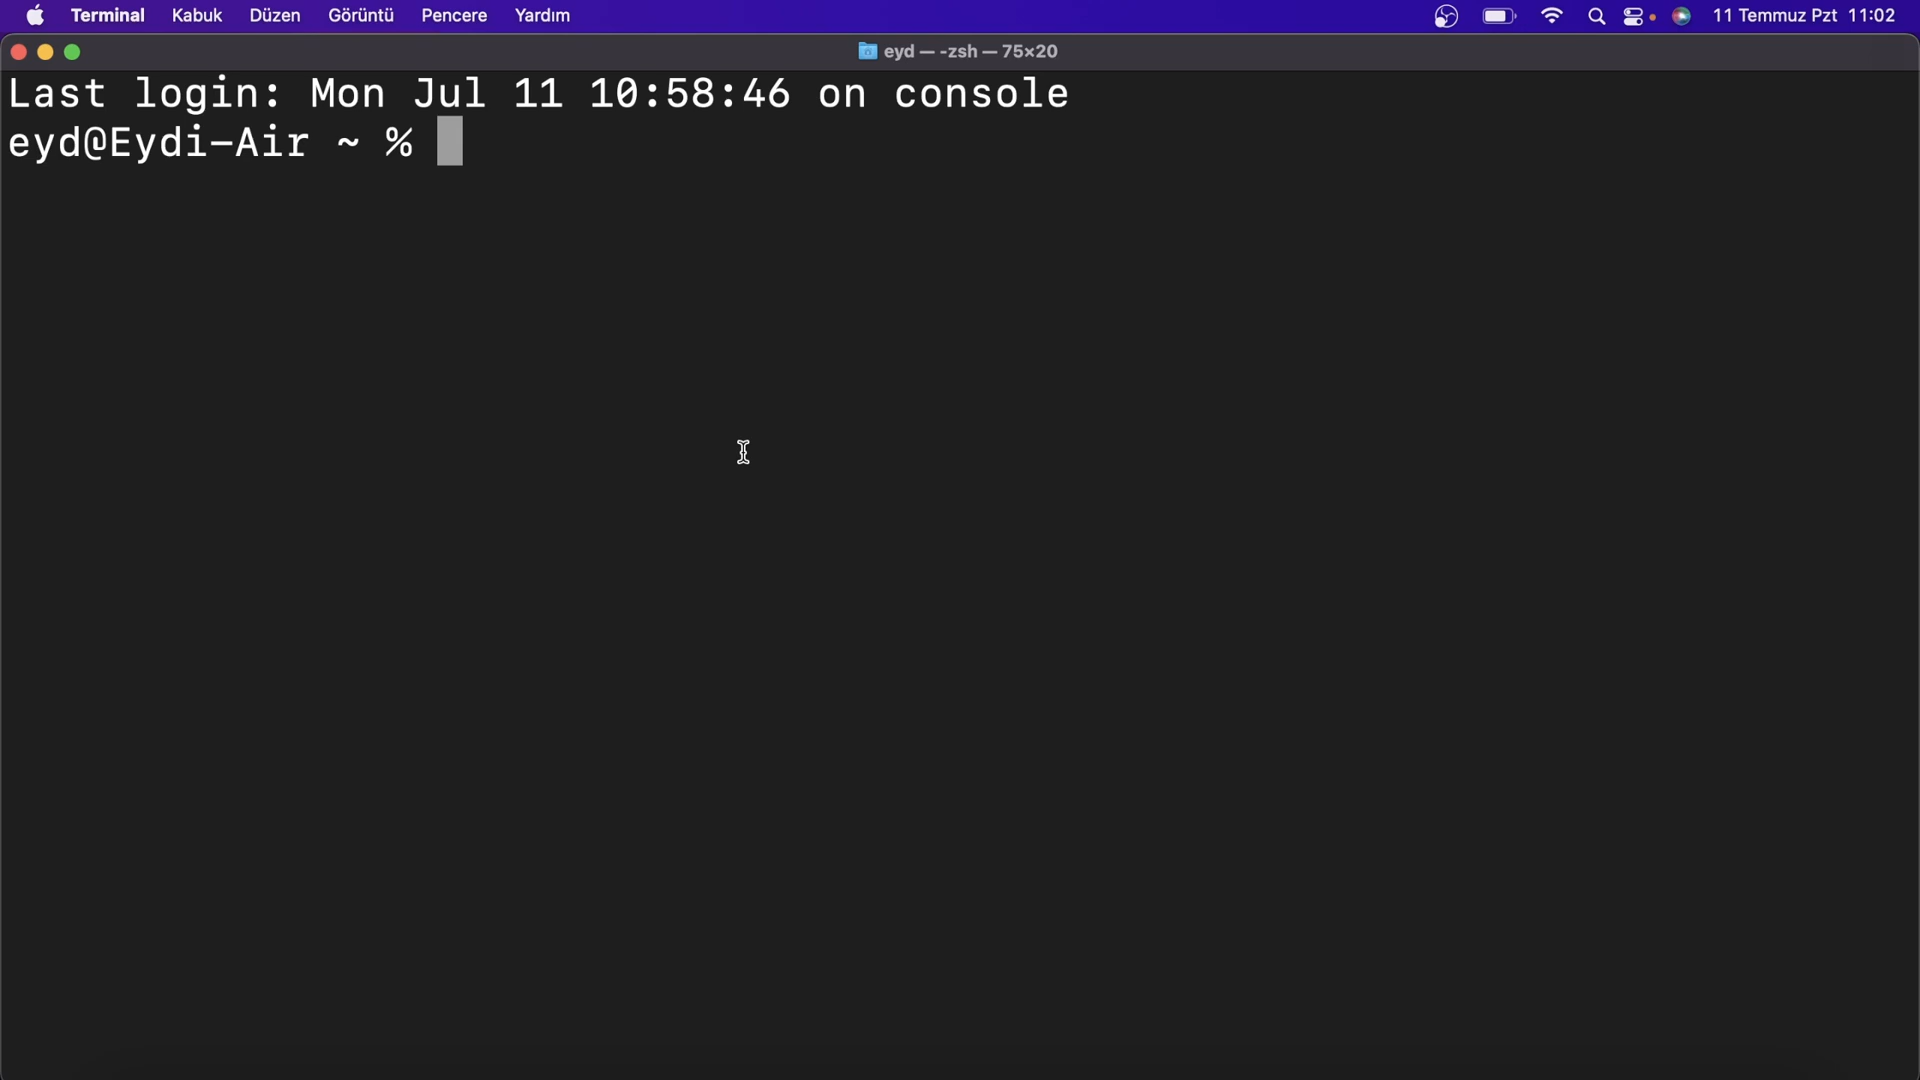 Terminal Kabuk Düzen Görüntü Pencere Yardım 11 Temmuz Pzt 11:02
eyd — -zsh — 75×20
Last login: Mon Jul 11 10:58:46 on console
eyd@Eydi-Air ~ %